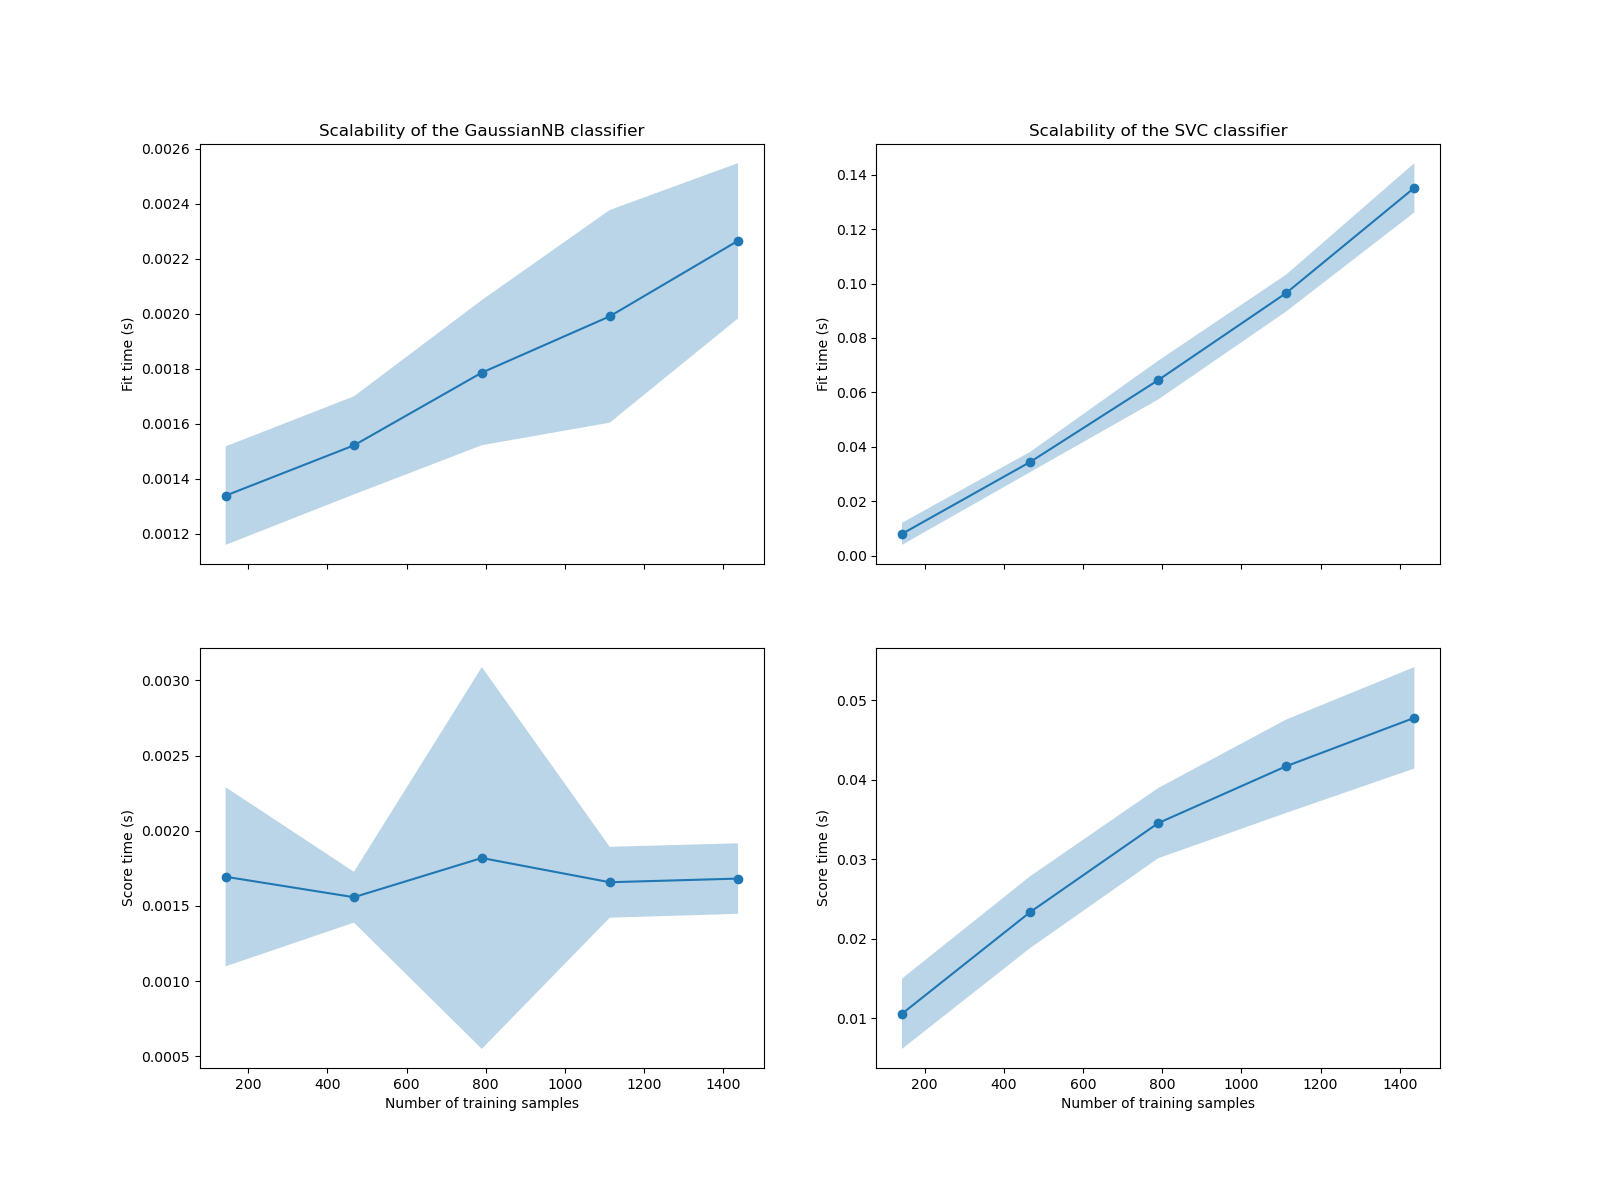 Scalability of the GaussianNB classifier
0.0026
0.0024
0.0022
0.0020
0.0018
0.0016
0.0014
0.0012
Fit time (s)
Scalability of the SVC classifier
0.14
0.12
0.10
0.08
0.06
0.04
0.02
0.00
Fit time (s)
0.0030
0.0025
0.0020
0.0015
0.0010
0.0005
Score time (s)
200 400 600 800 1000 1200 1400
Number of training samples
0.05
0.04
0.03
0.02
0.01
Score time (s)
200 400 600 800 1000 1200 1400
Number of training samples